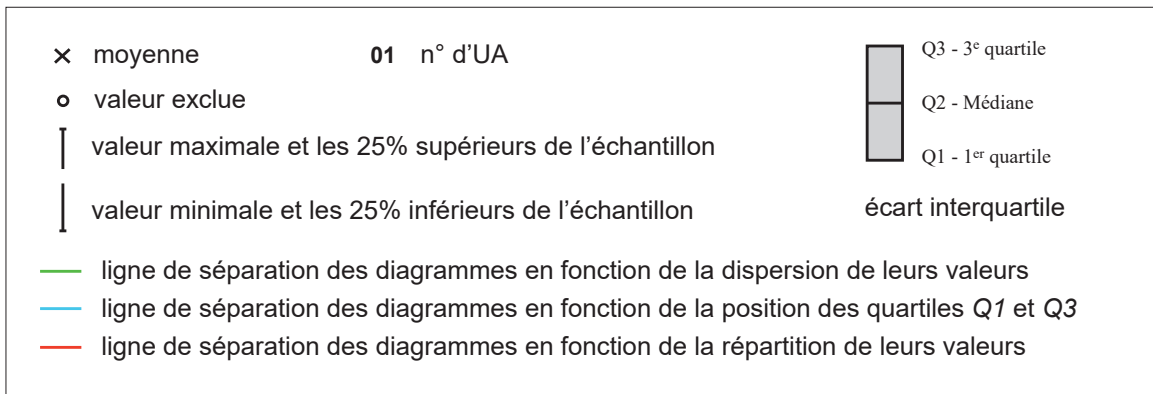 moyenne
01 n° d'UA
valeur exclue
valeur maximale et les 25% supérieurs de l'échantillon
valeur minimale et les 25% inférieurs de l'échantillon
Q3 - 3e quartile
Q2 - Médiane
Q1 - 1er quartile
écart interquartile
ligne de séparation des diagrammes en fonction de la dispersion de leurs valeurs
ligne de séparation des diagrammes en fonction de la position des quartiles Q1 et Q3
ligne de séparation des diagrammes en fonction de la répartition de leurs valeurs